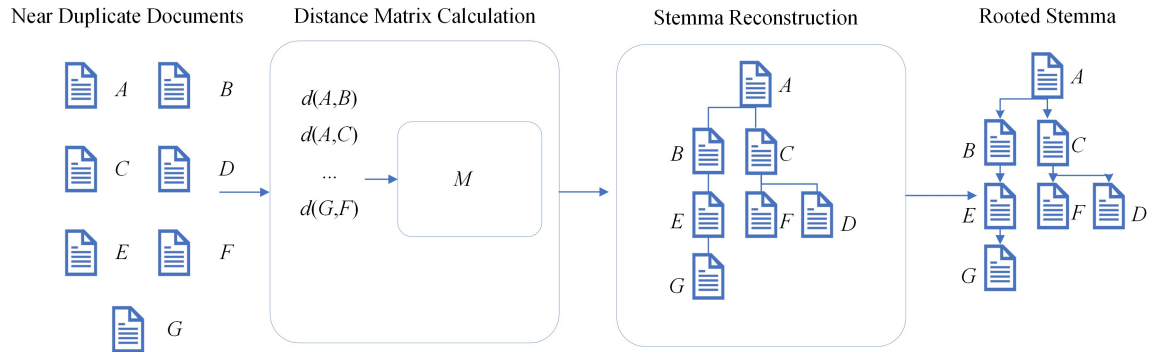 Near Duplicate Documents
Distance Matrix Calculation
Stemma Reconstruction
Rooted Stemma
A B
C D
E F
G
d(A,B)
d(A,C)
...
d(G,F)
M
A
B C
E F D
G
A
B C
E F D
G